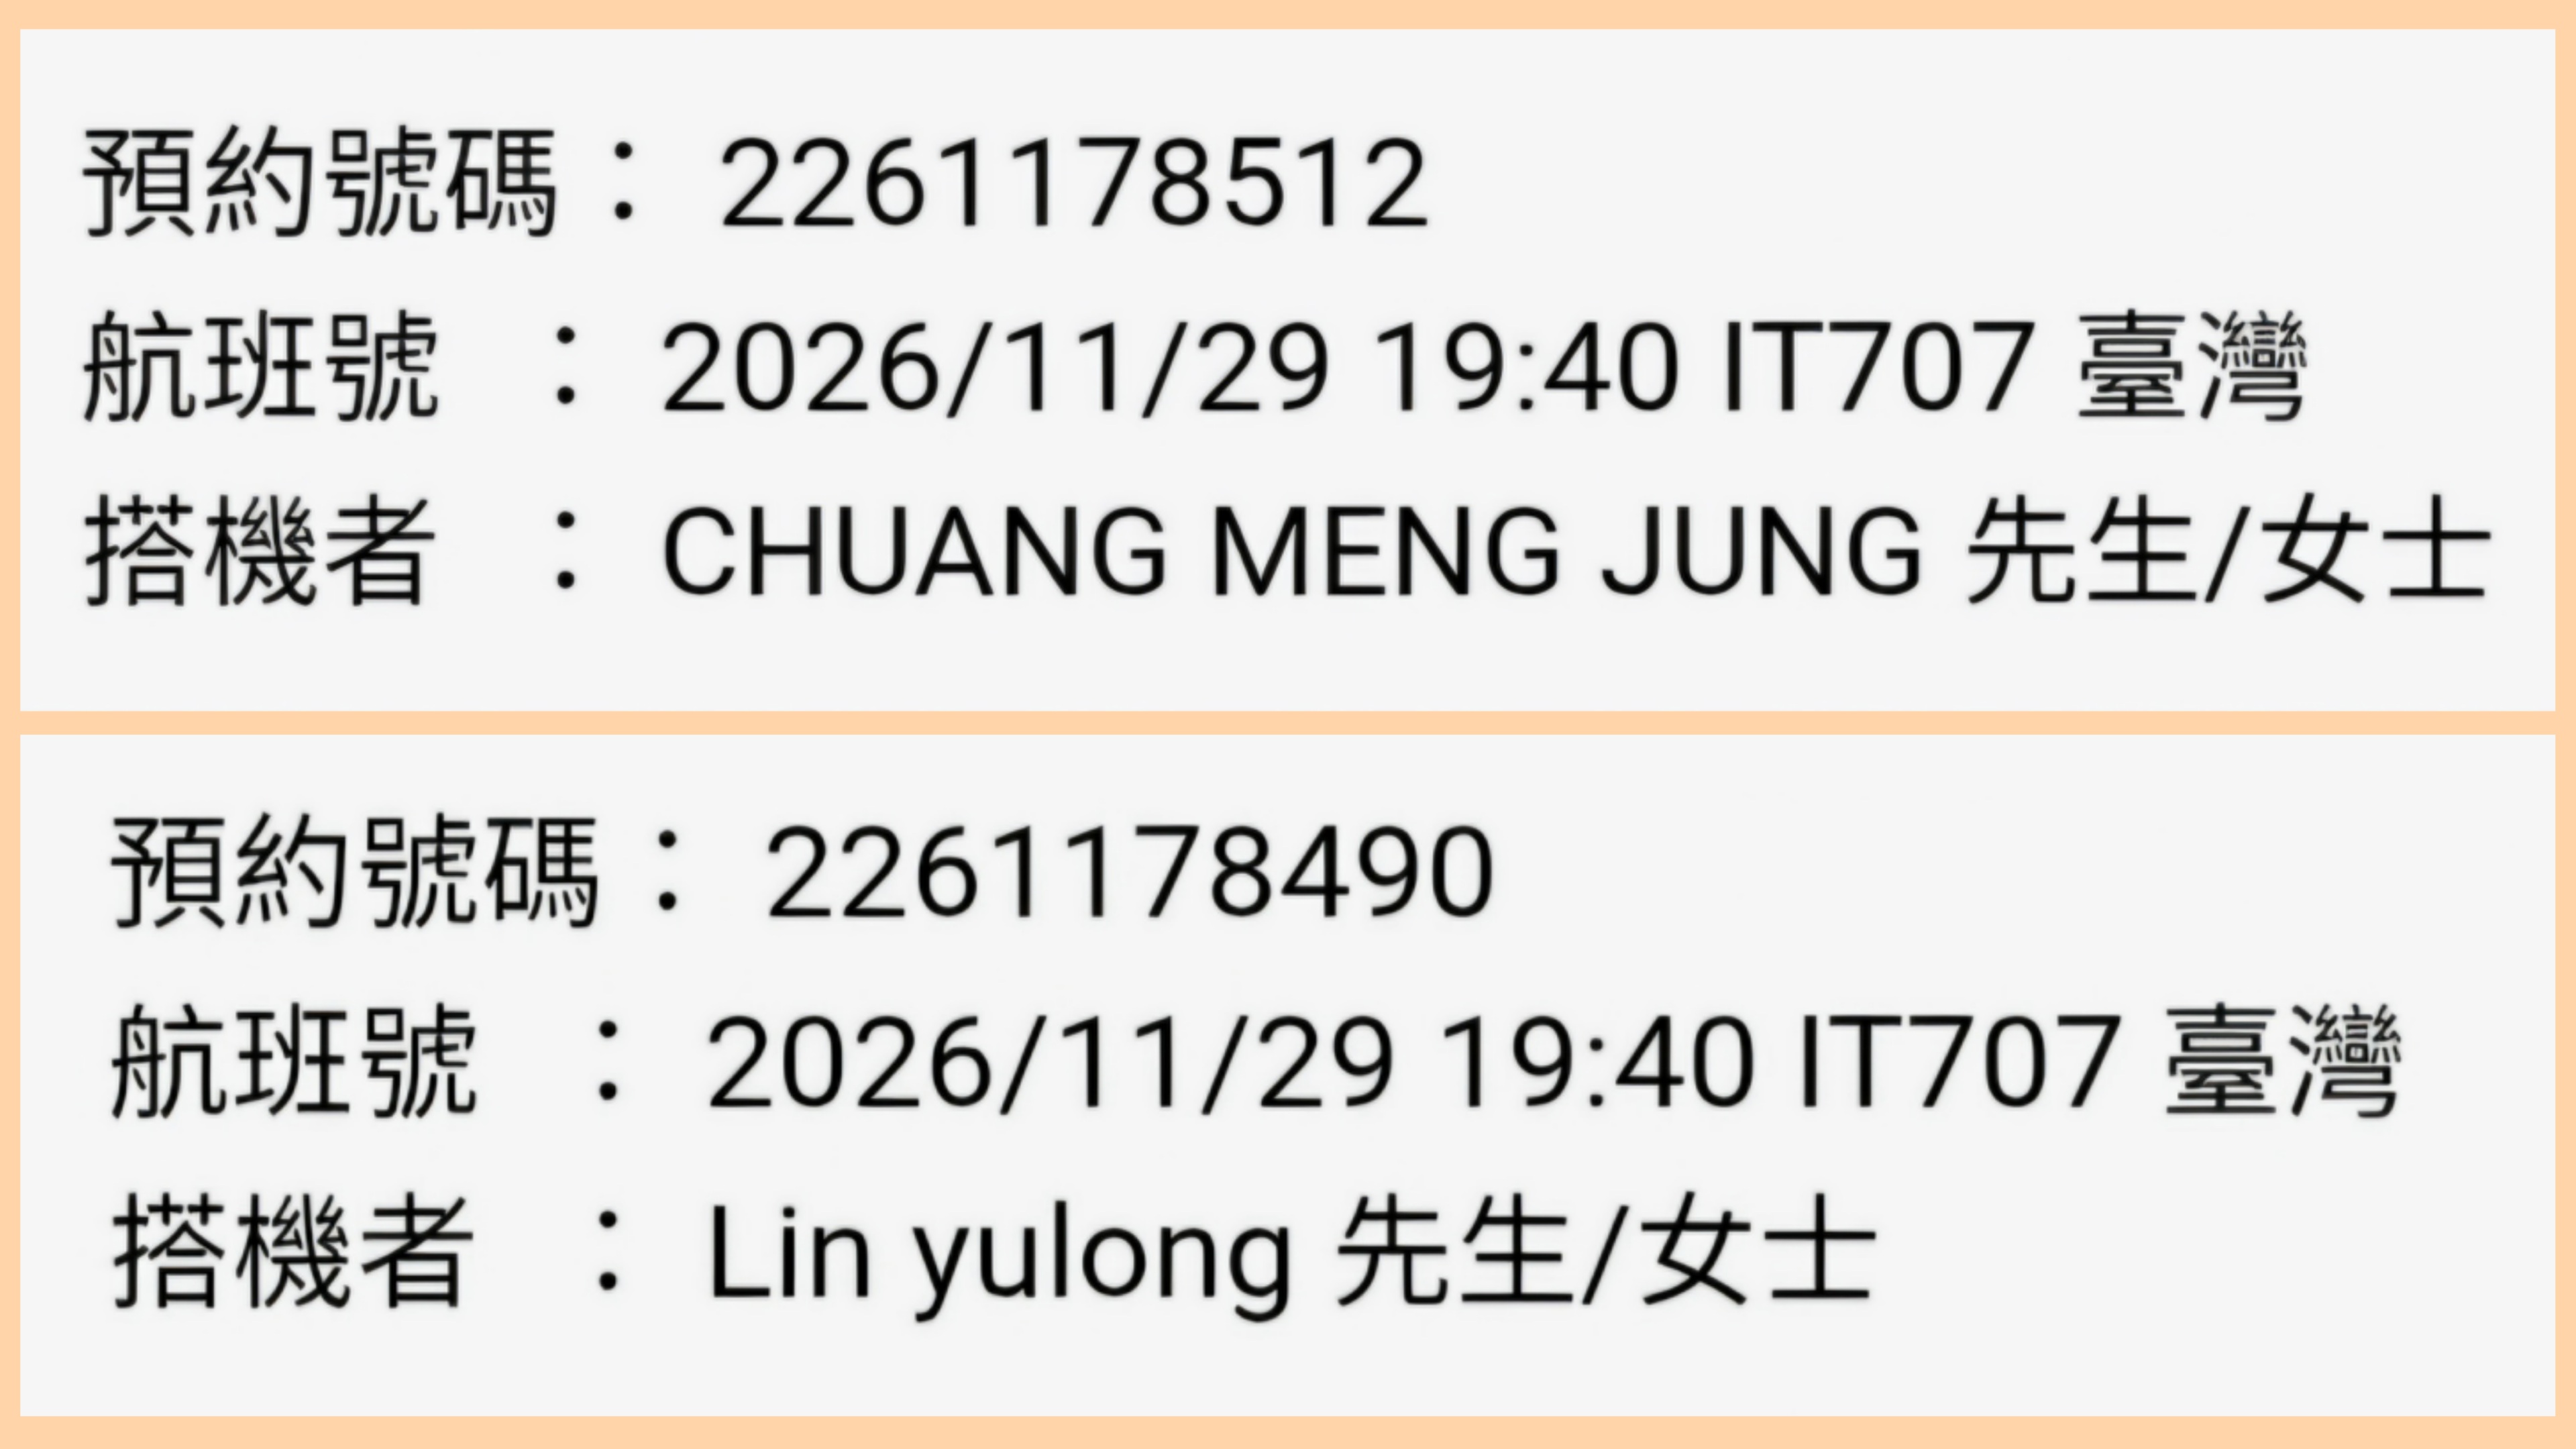 預約號碼： 2261178512
航班號 ： 2026/11/29 19:40 IT707 臺灣
搭機者 ： CHUANG MENG JUNG 先生/女士
預約號碼： 2261178490
航班號 ： 2026/11/29 19:40 IT707 臺灣
搭機者 ： Lin yulong 先生/女士